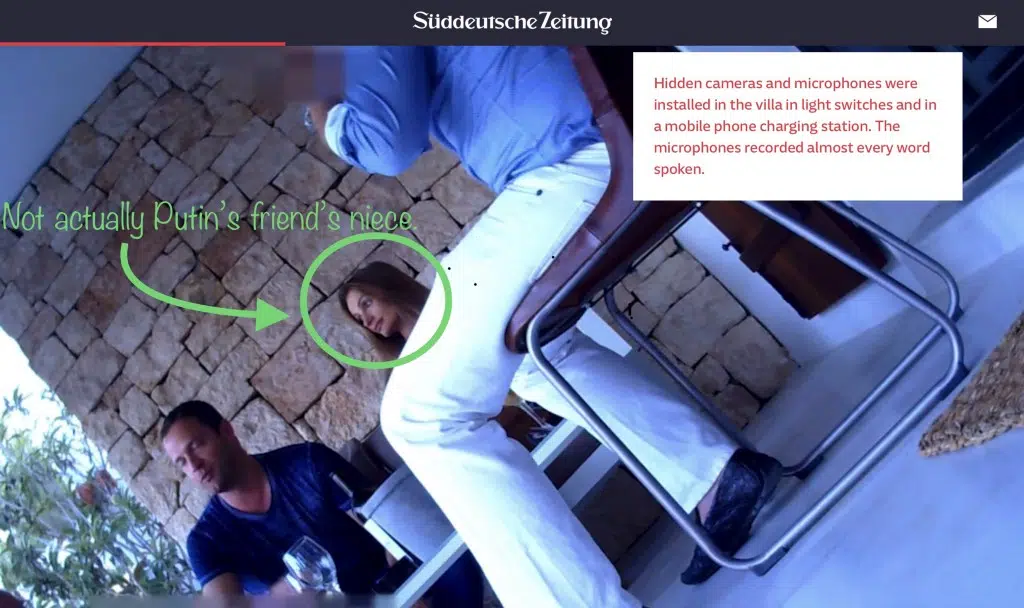 Süddeutsche Zeitung
Hidden cameras and microphones were
installed in the villa in light switches and in
a mobile phone charging station. The
microphones recorded almost every word
spoken.
Not actually Putin's friend's niece.